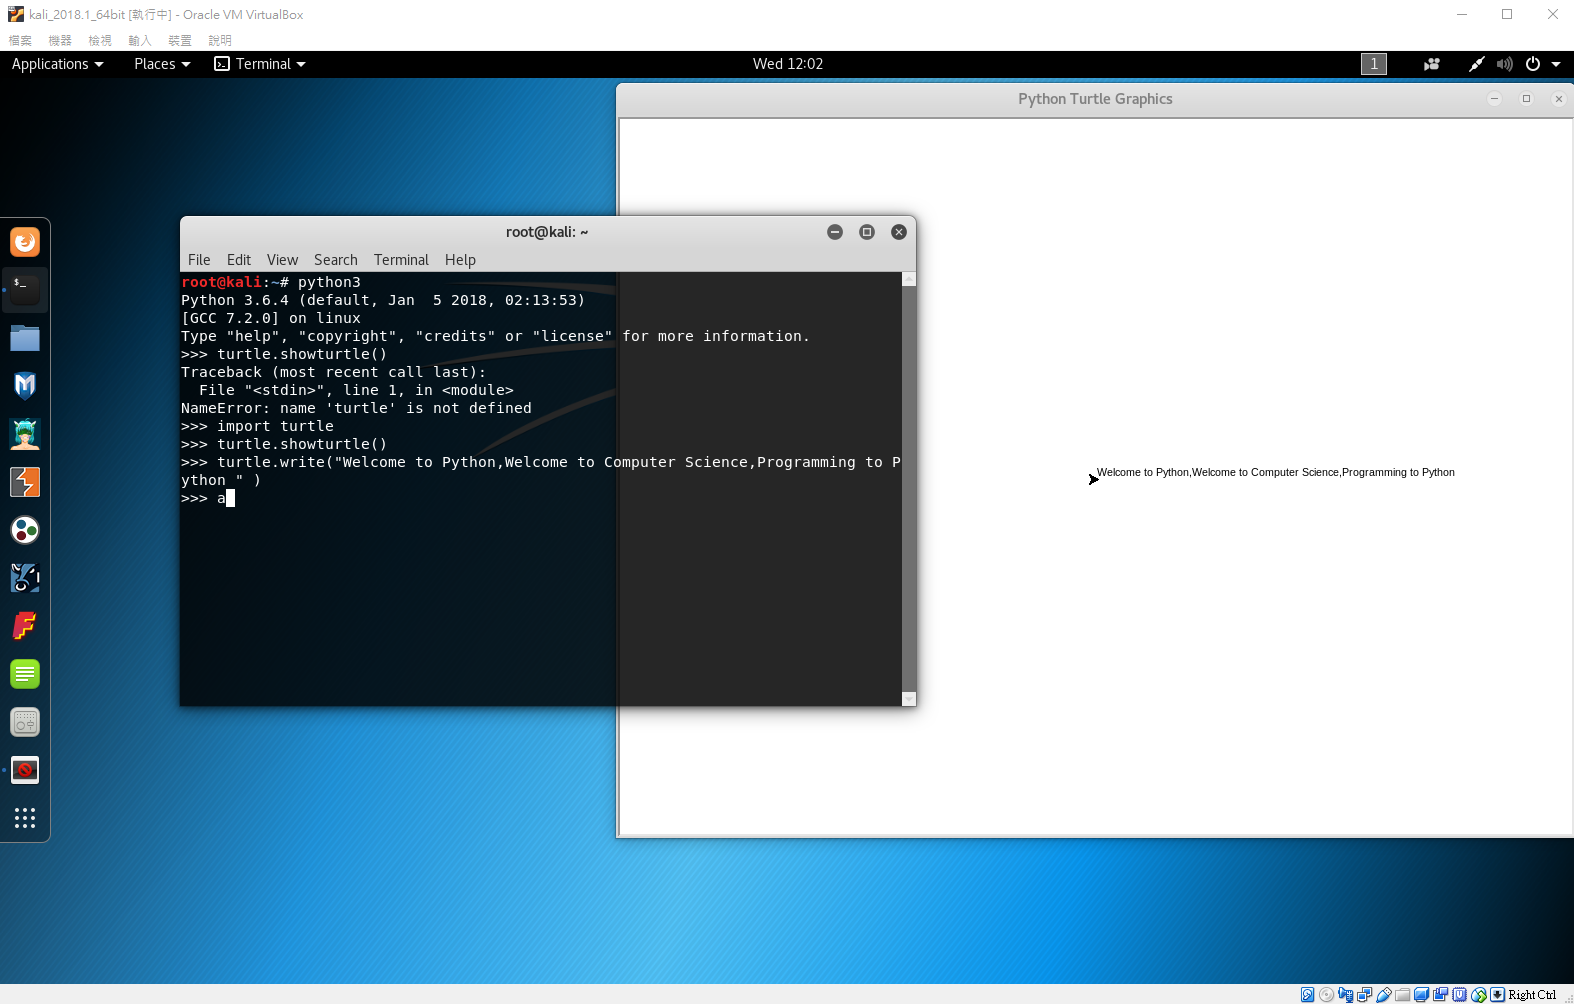 kali_2018.1_64bit [執行中] - Oracle VM VirtualBox
檔案 機器 檢視 輸入 裝置 說明
Applications Places Terminal Wed 12:02 1
Python Turtle Graphics
root@kali: ~
File Edit View Search Terminal Help
root@kali:~# python3
Python 3.6.4 (default, Jan  5 2018, 02:13:53)
[GCC 7.2.0] on linux
Type "help", "copyright", "credits" or "license" for more information.
>>> turtle.showturtle()
Traceback (most recent call last):
  File "<stdin>", line 1, in <module>
NameError: name 'turtle' is not defined
>>> import turtle
>>> turtle.showturtle()
>>> turtle.write("Welcome to Python,Welcome to Computer Science,Programming to P
ython " )
>>> a
Welcome to Python,Welcome to Computer Science,Programming to Python
Right Ctrl